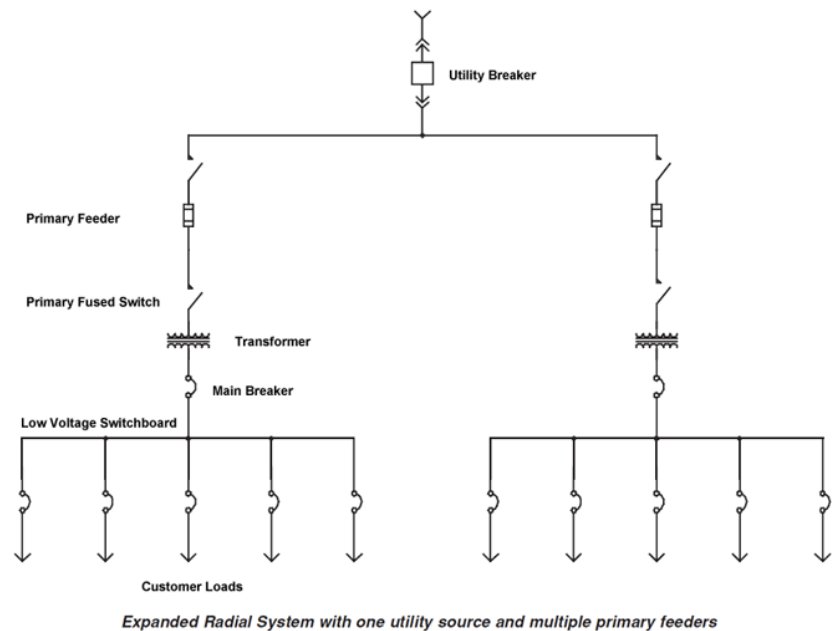 Utility Breaker
Primary Feeder
Primary Fused Switch
Transformer
Main Breaker
Low Voltage Switchboard
Customer Loads
Expanded Radial System with one utility source and multiple primary feeders